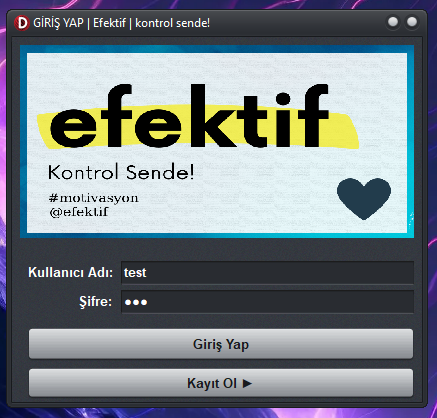 D GİRİŞ YAP | Efektif | kontrol sende!
efektif
Kontrol Sende!
#motivasyon
@efektif
Kullanıcı Adı: test
Şifre: ●●●
Giriş Yap
Kayıt Ol ►